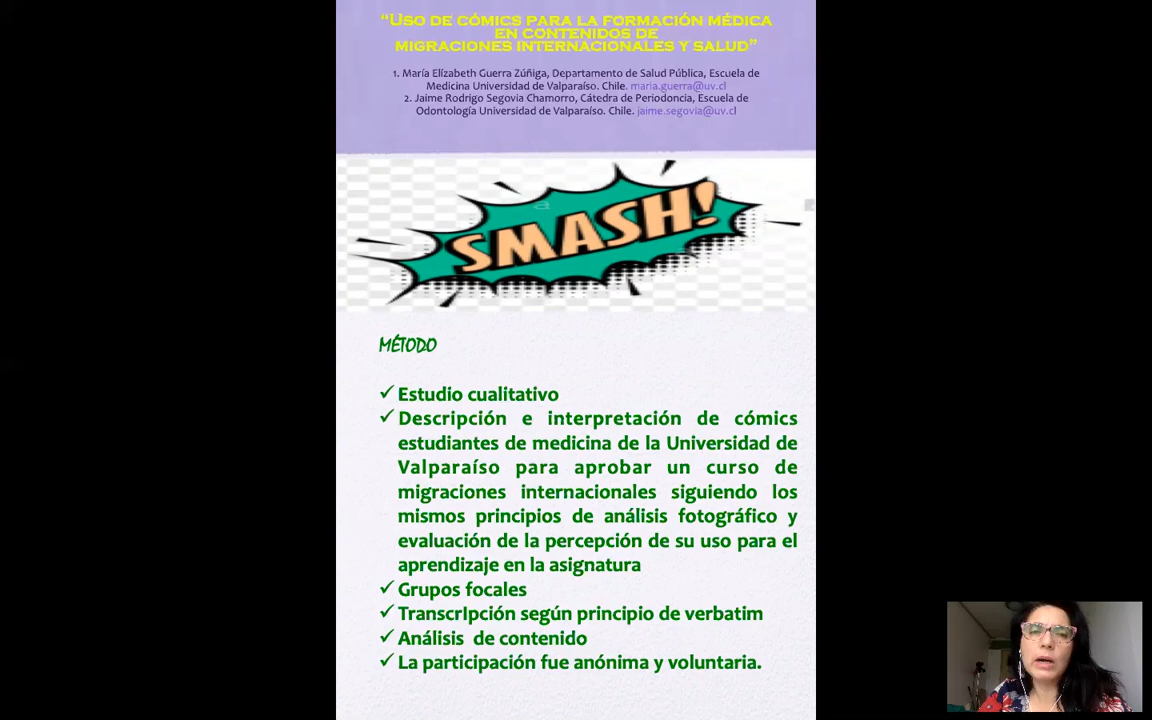 “USO DE CÓMICS PARA LA FORMACIÓN MÉDICA
EN CONTENIDOS DE
MIGRACIONES INTERNACIONALES Y SALUD”
1. María Elízabeth Guerra Zúñiga, Departamento de Salud Pública, Escuela de
Medicina Universidad de Valparaíso. Chile. maria.guerra@uv.cl
2. Jaime Rodrigo Segovia Chamorro, Cátedra de Periodoncia, Escuela de
Odontología Universidad de Valparaíso. Chile. jaime.segovia@uv.cl
SMASH!
MÉTODO
✓ Estudio cualitativo
✓ Descripción e interpretación de cómics
estudiantes de medicina de la Universidad de
Valparaíso para aprobar un curso de
migraciones internacionales siguiendo los
mismos principios de análisis fotográfico y
evaluación de la percepción de su uso para el
aprendizaje en la asignatura
✓ Grupos focales
✓ TranscrIpción según principio de verbatim
✓ Análisis de contenido
✓ La participación fue anónima y voluntaria.